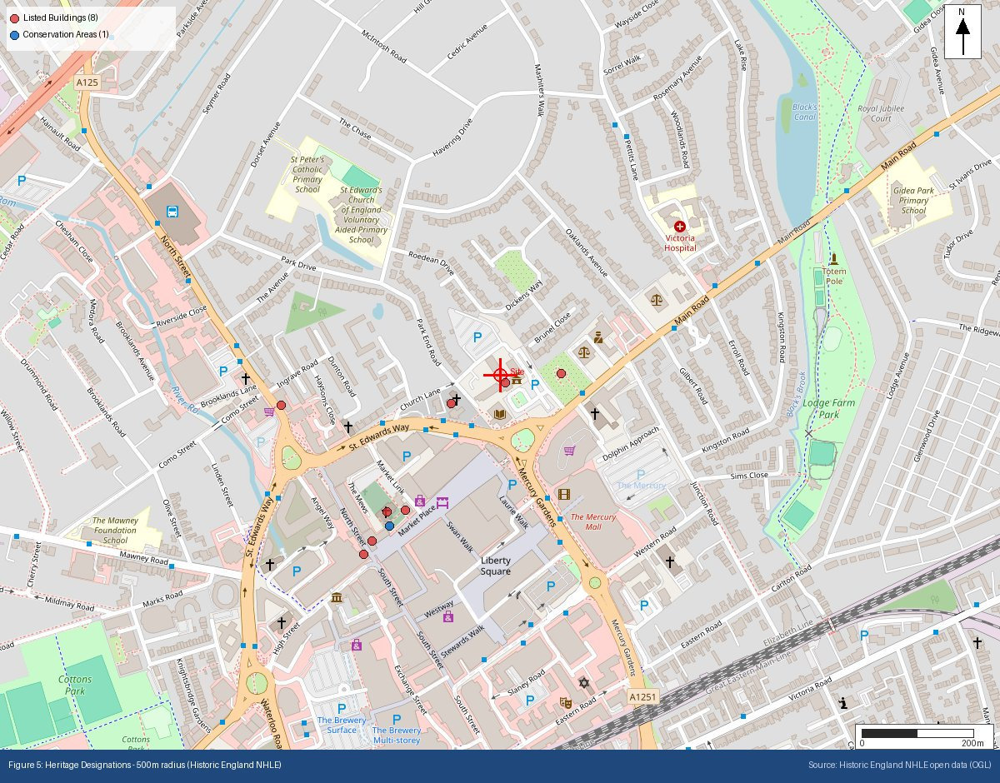 Listed Buildings (8)
Conservation Areas (1)
N
A125
Hainault Road
Seymer Road
McIntosh Road
Cedric Avenue
Wayside Close
Lake Rise
Gidea Close
Gidea Avenue
Mashiters Walk
Sorrel Walk
Rosemary Avenue
Black's
Canal
Royal Jubilee
Court
Main Road
The Chase
Havering Drive
Dorset Avenue
Woodlands Road
Pettits Lane
St Peter's
Catholic
Primary
School
St Edward's
Church
of England
Voluntary
Aided Primary
School
Gidea Park
Primary
School
St Ivans Drive
Tudor Drive
P
Cedar Road
Chesham Close
North Street
Victoria
Hospital
Main Road
Oaklands Avenue
Totem
Pole
Park Drive
Roedean Drive
The Avenue
Dickens Way
Riverside Close
Medora Road
Brooklands Avenue
Park End Road
Brunel Close
Main Road
Kingston Road
The Ridgeway
P
Erroll Road
Gilbert Road
Lodge Avenue
Drummond Road
P
Ingrave Road
Dunton Road
Haysoms Close
Site
P
Brooklands Lane
Como Street
Church Lane
Brooklands Road
Willow Street
P
St. Edwards Way
Lodge Farm
Park
Glenwood Drive
Dolphin Approach
Kingston Road
Como Street
Linden Street
P
Market Link
The Mews
P
The Mercury
P
Sims Close
Junction Road
Mercury Gardens
Olive Street
Angel Way
North Street
Market Place
Laurie Walk
Swan Walk
The Mercury
Mall
The Mawney
Foundation
School
St. Edwards Way
Western Road
Mawney Road
Cherry Street
Liberty
Square
P
South Street
P
P
Carlton Road
Mildmay Road
Marks Road
Westway
Stewards Walk
High Street
South Street
Mercury Gardens
Eastern Road
Elizabeth Line
Great Eastern Main Line
P
Cottons
Park
Knightsbridge Gardens
Exchange Street
Slaney Road
P
South Street
Eastern Road
A1251
Victoria Road
Waterloo Road
P
The Brewery
Surface
P
The Brewery
Multi-storey
Cottons
0
200m
Figure 5: Heritage Designations - 500m radius (Historic England NHLE)
Source: Historic England NHLE open data (OGL)